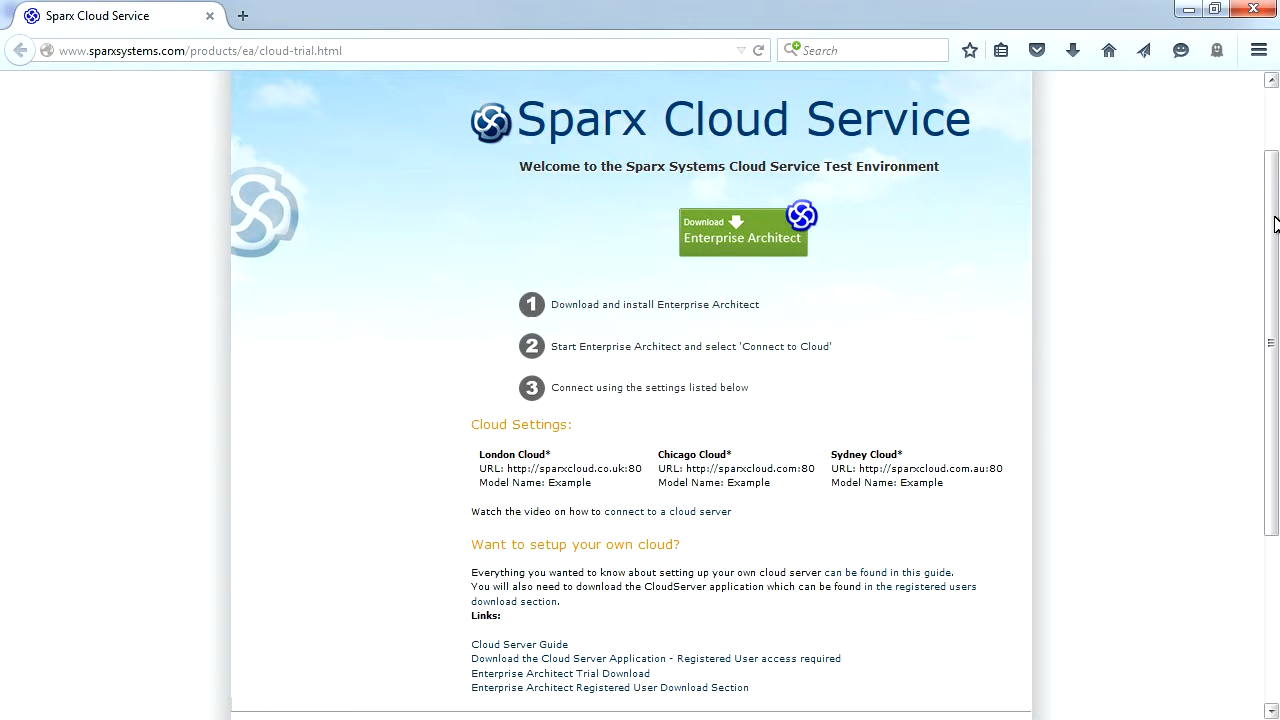 Sparx Cloud Service
www.sparxsystems.com/products/ea/cloud-trial.html
Search
Sparx Cloud Service
Welcome to the Sparx Systems Cloud Service Test Environment
Download
Enterprise Architect
1 Download and install Enterprise Architect
2 Start Enterprise Architect and select 'Connect to Cloud'
3 Connect using the settings listed below
Cloud Settings:
London Cloud* Chicago Cloud* Sydney Cloud*
URL: http://sparxcloud.co.uk:80 URL: http://sparxcloud.com:80 URL: http://sparxcloud.com.au:80
Model Name: Example Model Name: Example Model Name: Example
Watch the video on how to connect to a cloud server
Want to setup your own cloud?
Everything you wanted to know about setting up your own cloud server can be found in this guide.
You will also need to download the CloudServer application which can be found in the registered users
download section.
Links:
Cloud Server Guide
Download the Cloud Server Application - Registered User access required
Enterprise Architect Trial Download
Enterprise Architect Registered User Download Section